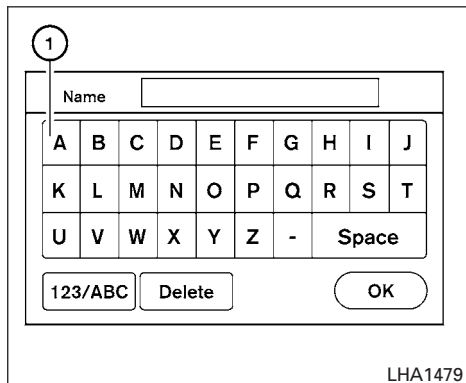 1
Name
A B C D E F G H I J
K L M N O P Q R S T
U V W X Y Z - Space
123/ABC Delete OK
LHA1479